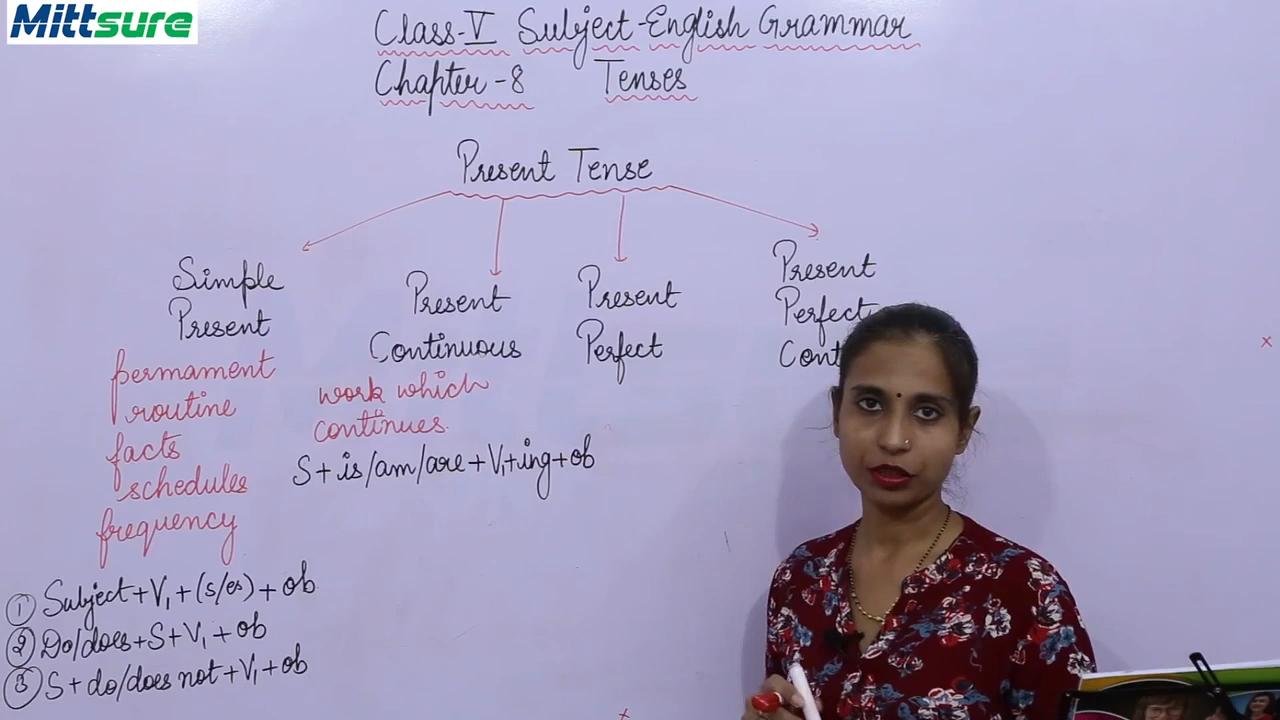 Mittsure
Class-V Subject-English Grammar
Chapter-8 Tenses
Present Tense
Simple
Present
permament
routine
facts
schedules
frequency
Present
Continuous
work which
continues.
S+is/am/are+V1+ing+ob
Present
Perfect
Present
Perfect
Cont
① Subject+V1+(s/es)+ob
② Do/does+S+V1+ob
③ S+do/does not+V1+ob